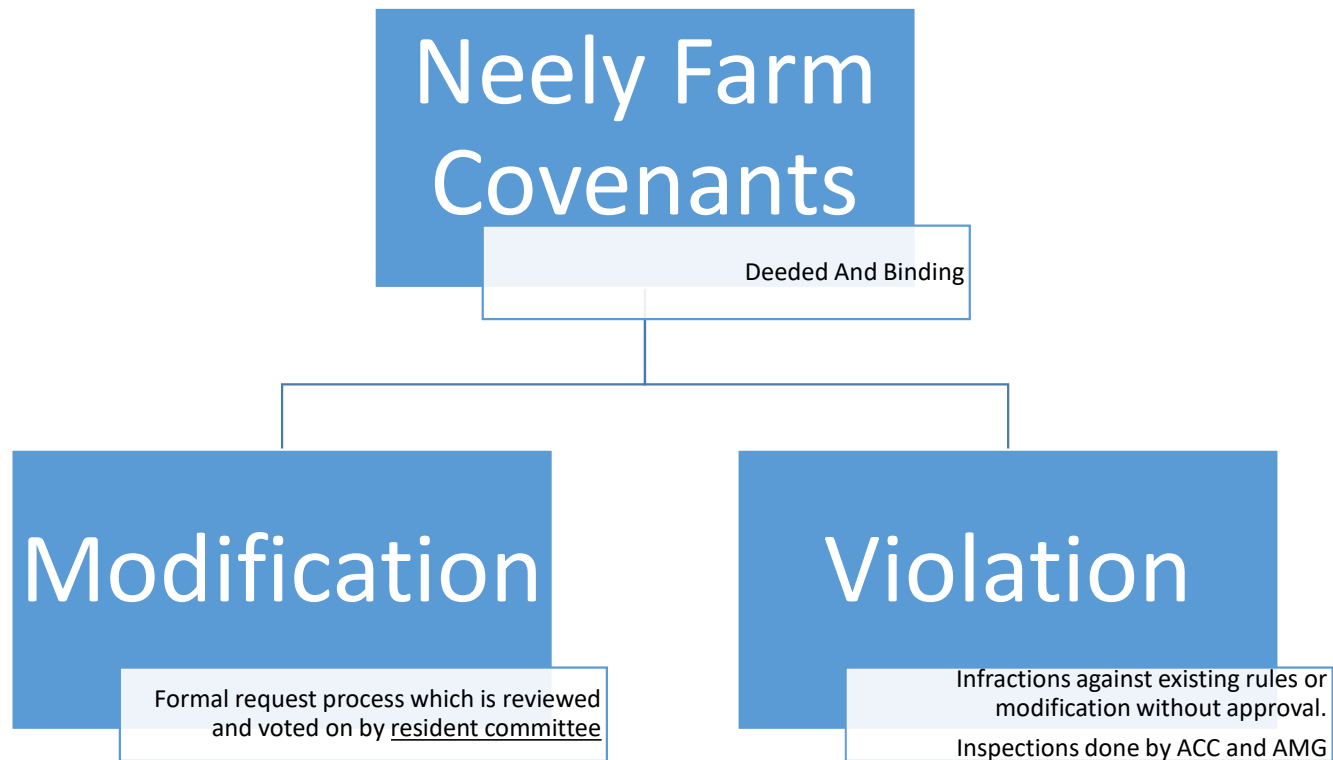 Neely Farm
Covenants
Deeded And Binding
Modification
Formal request process which is reviewed
and voted on by resident committee
Violation
Infractions against existing rules or
modification without approval.
Inspections done by ACC and AMG